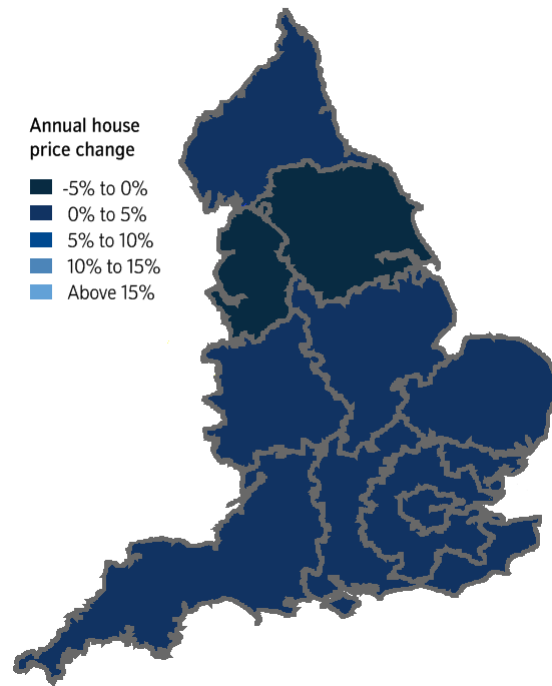 Annual house
price change
-5% to 0%
0% to 5%
5% to 10%
10% to 15%
Above 15%